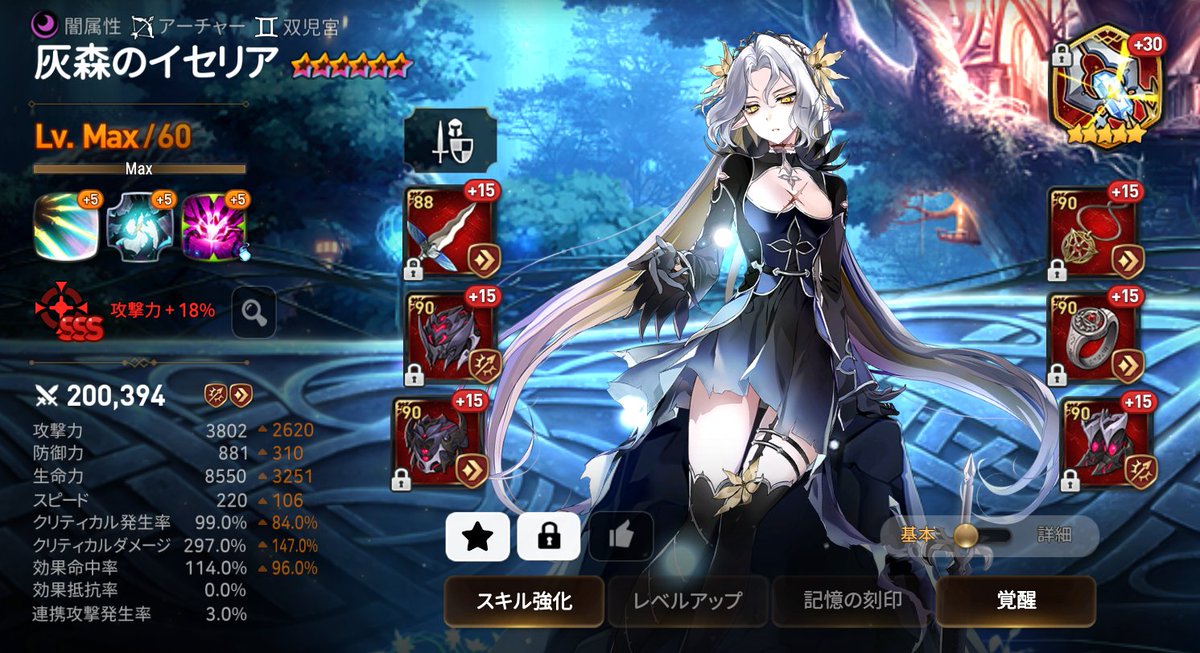 闇属性 アーチャー 双児宮
灰森のイセリア
Lv. Max/60
Max
+5 +5 +5
SSS 攻撃力 + 18%
200,394
攻撃力 3802 2620
防御力 881 310
生命力 8550 3251
スピード 220 106
クリティカル発生率 99.0% 84.0%
クリティカルダメージ 297.0% 147.0%
効果命中率 114.0% 96.0%
効果抵抗率 0.0%
連携攻撃発生率 3.0%
88 +15
90 +15
90 +15
+30
90 +15
90 +15
90 +15
基本 詳細
スキル強化 レベルアップ 記憶の刻印 覚醒